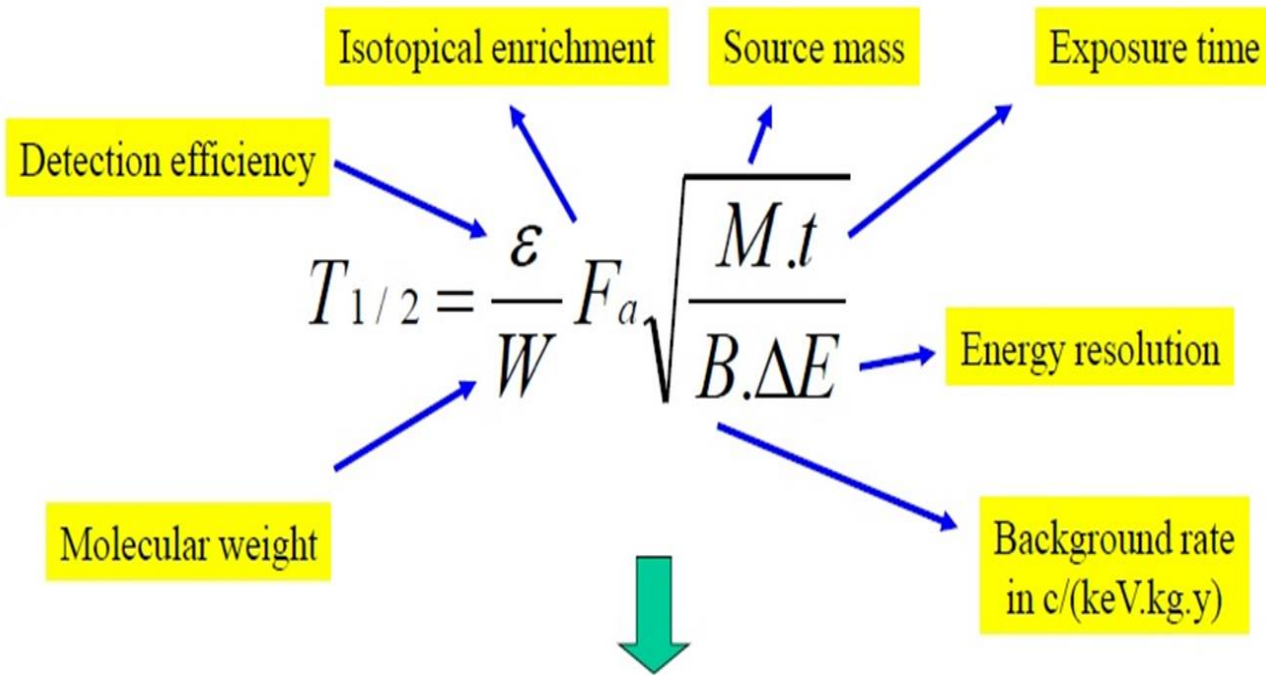 Isotopical enrichment
Source mass
Exposure time
Detection efficiency
T1/2 = ε/W Fa √(M.t/B.ΔE)
Energy resolution
Molecular weight
Background rate
in c/(keV.kg.y)